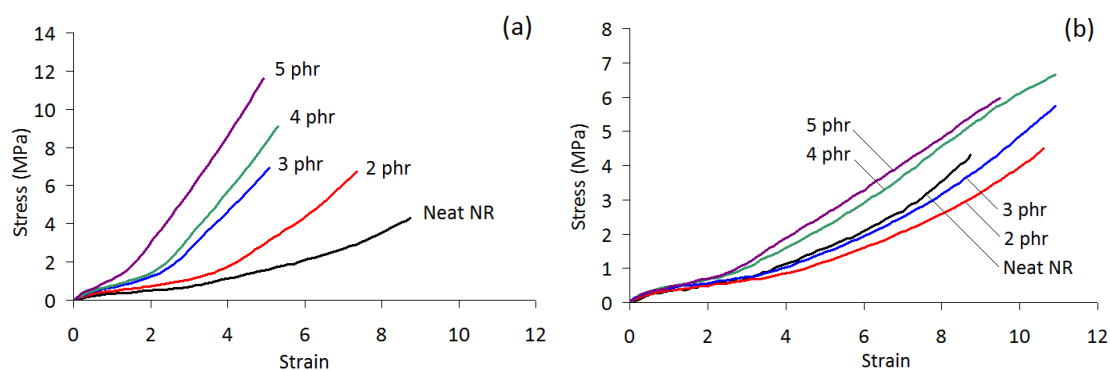 (a)
14
12
10
8
6
4
2
0
Stress (MPa)
5 phr
4 phr
3 phr
2 phr
Neat NR
0 2 4 6 8 10 12
Strain
(b)
8
7
6
5
4
3
2
1
0
Stress (MPa)
5 phr
4 phr
3 phr
2 phr
Neat NR
0 2 4 6 8 10 12
Strain